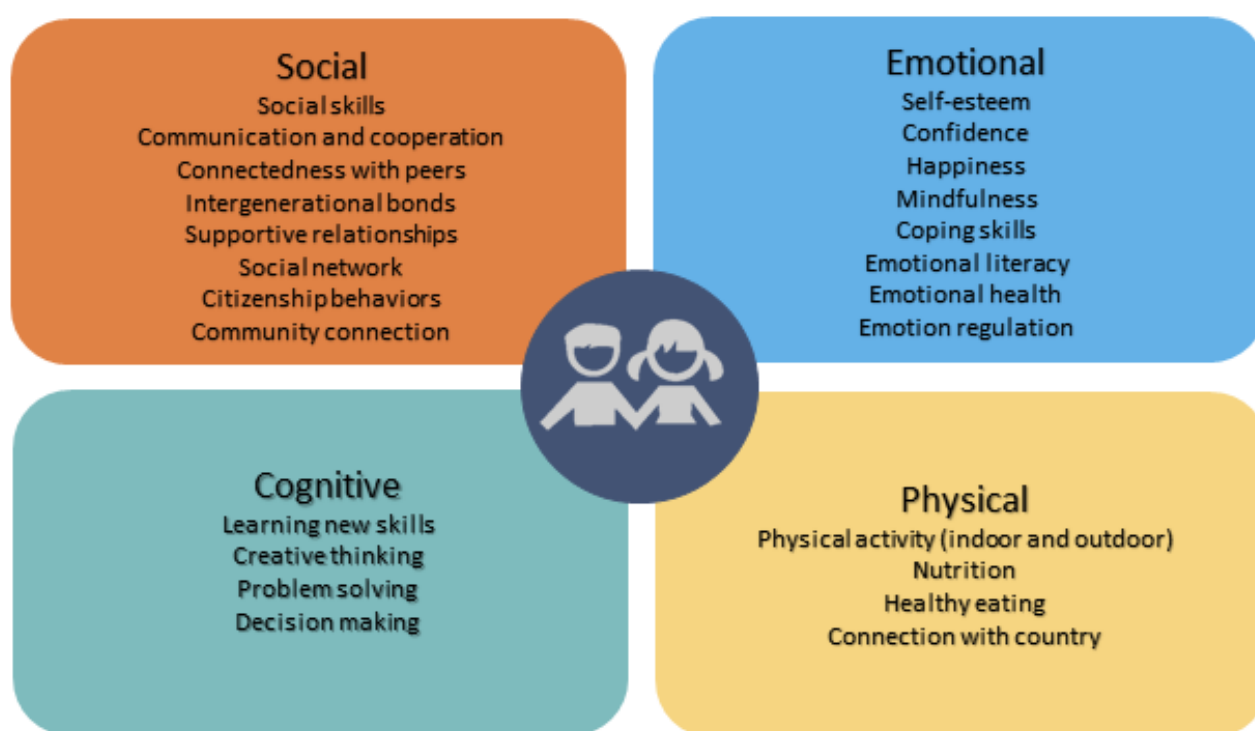 Social
Social skills
Communication and cooperation
Connectedness with peers
Intergenerational bonds
Supportive relationships
Social network
Citizenship behaviors
Community connection
Emotional
Self-esteem
Confidence
Happiness
Mindfulness
Coping skills
Emotional literacy
Emotional health
Emotion regulation
Cognitive
Learning new skills
Creative thinking
Problem solving
Decision making
Physical
Physical activity (indoor and outdoor)
Nutrition
Healthy eating
Connection with country